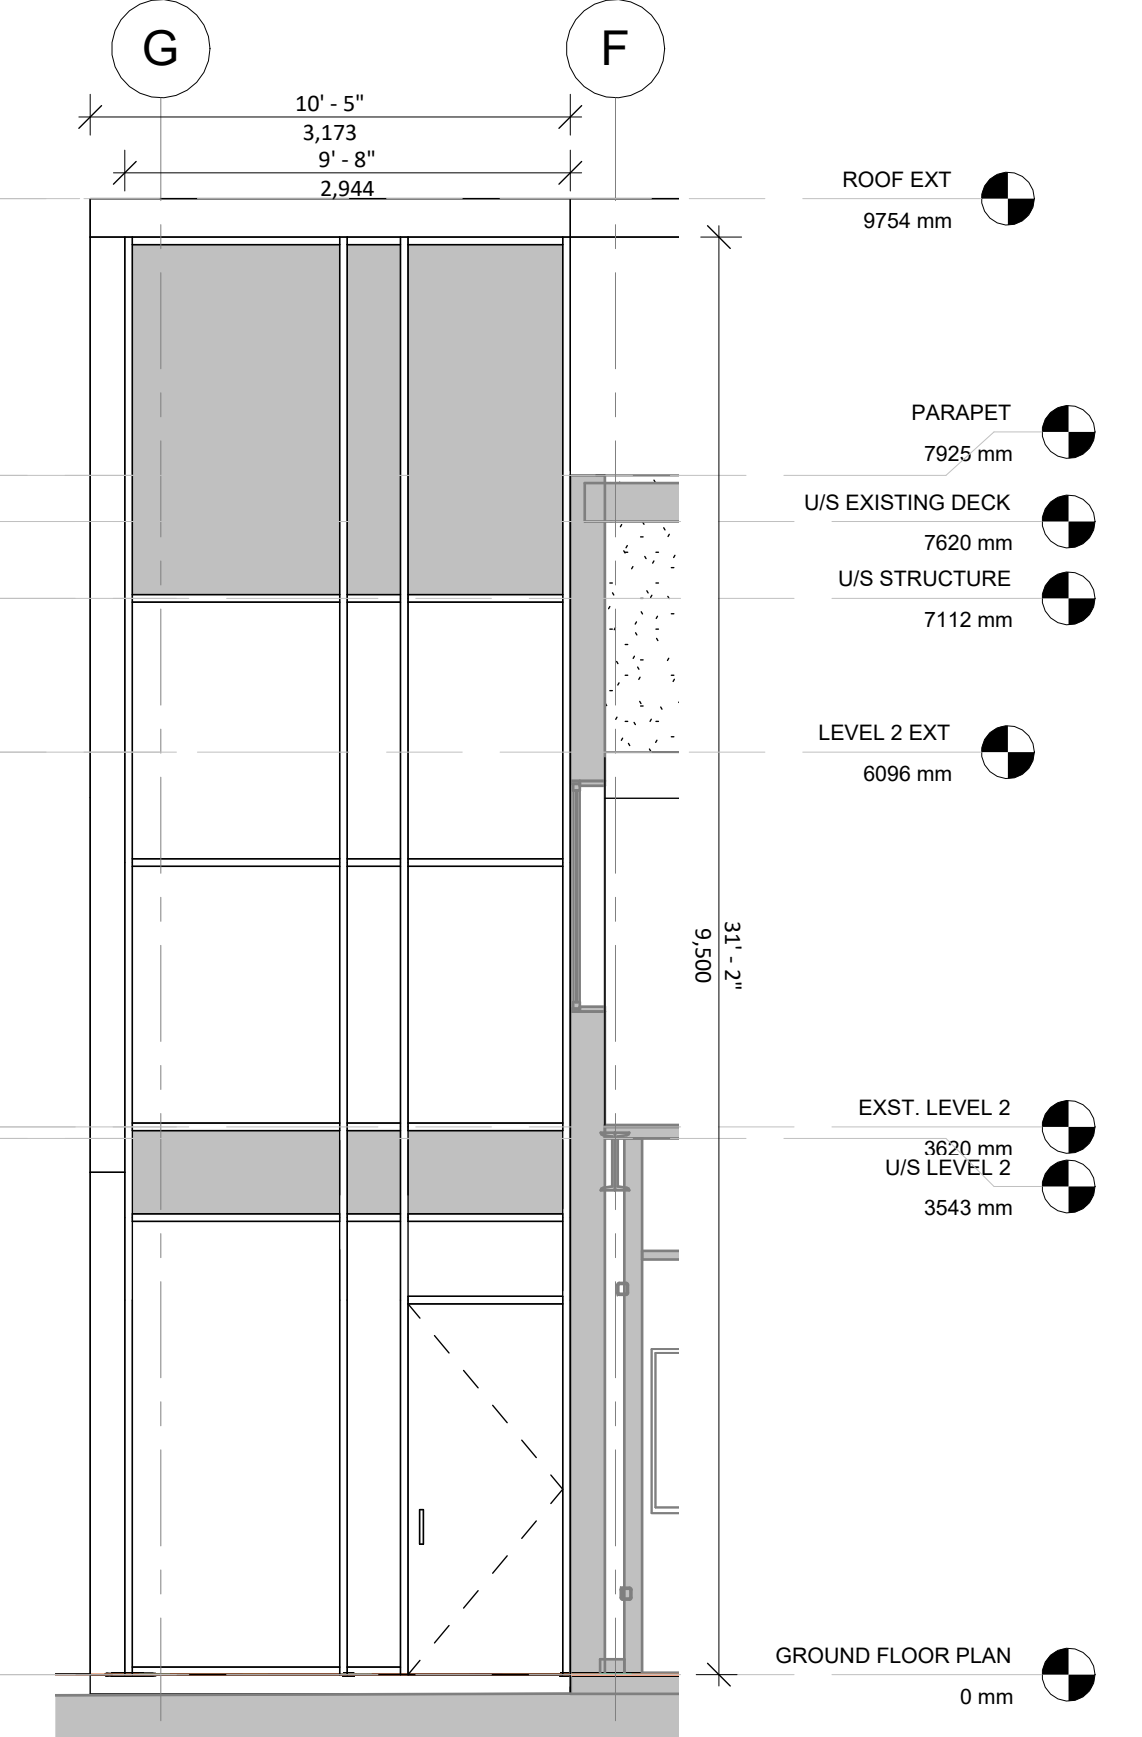 G
F
10' - 5"
3,173
9' - 8"
2,944
ROOF EXT
9754 mm
PARAPET
7925 mm
U/S EXISTING DECK
7620 mm
U/S STRUCTURE
7112 mm
LEVEL 2 EXT
6096 mm
31' - 2"
9,500
EXST. LEVEL 2
3620 mm
U/S LEVEL 2
3543 mm
GROUND FLOOR PLAN
0 mm